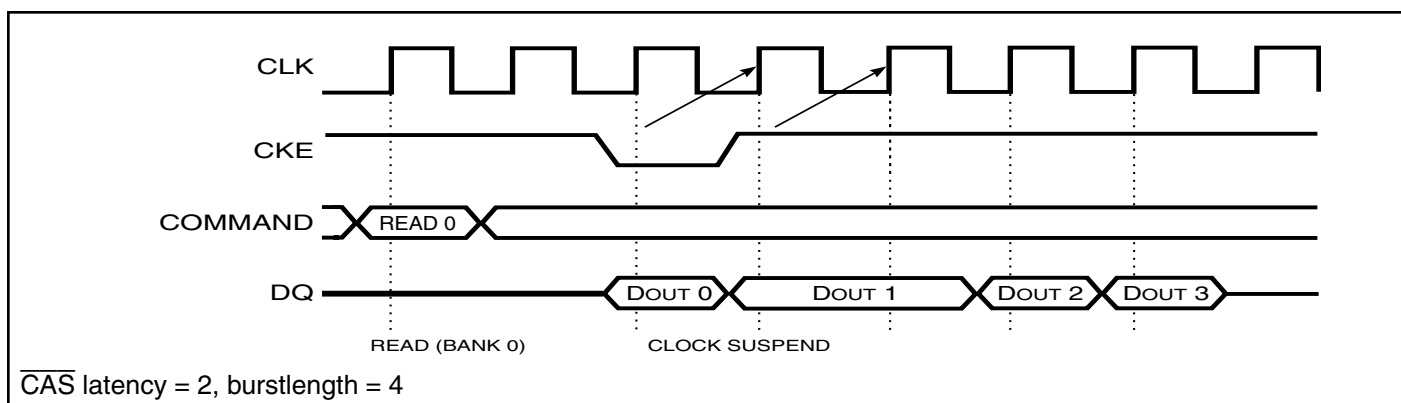 CLK
CKE
COMMAND
READ 0
DQ
DOUT 0
DOUT 1
DOUT 2
DOUT 3
READ (BANK 0)
CLOCK SUSPEND
C̅A̅S̅ latency = 2, burstlength = 4